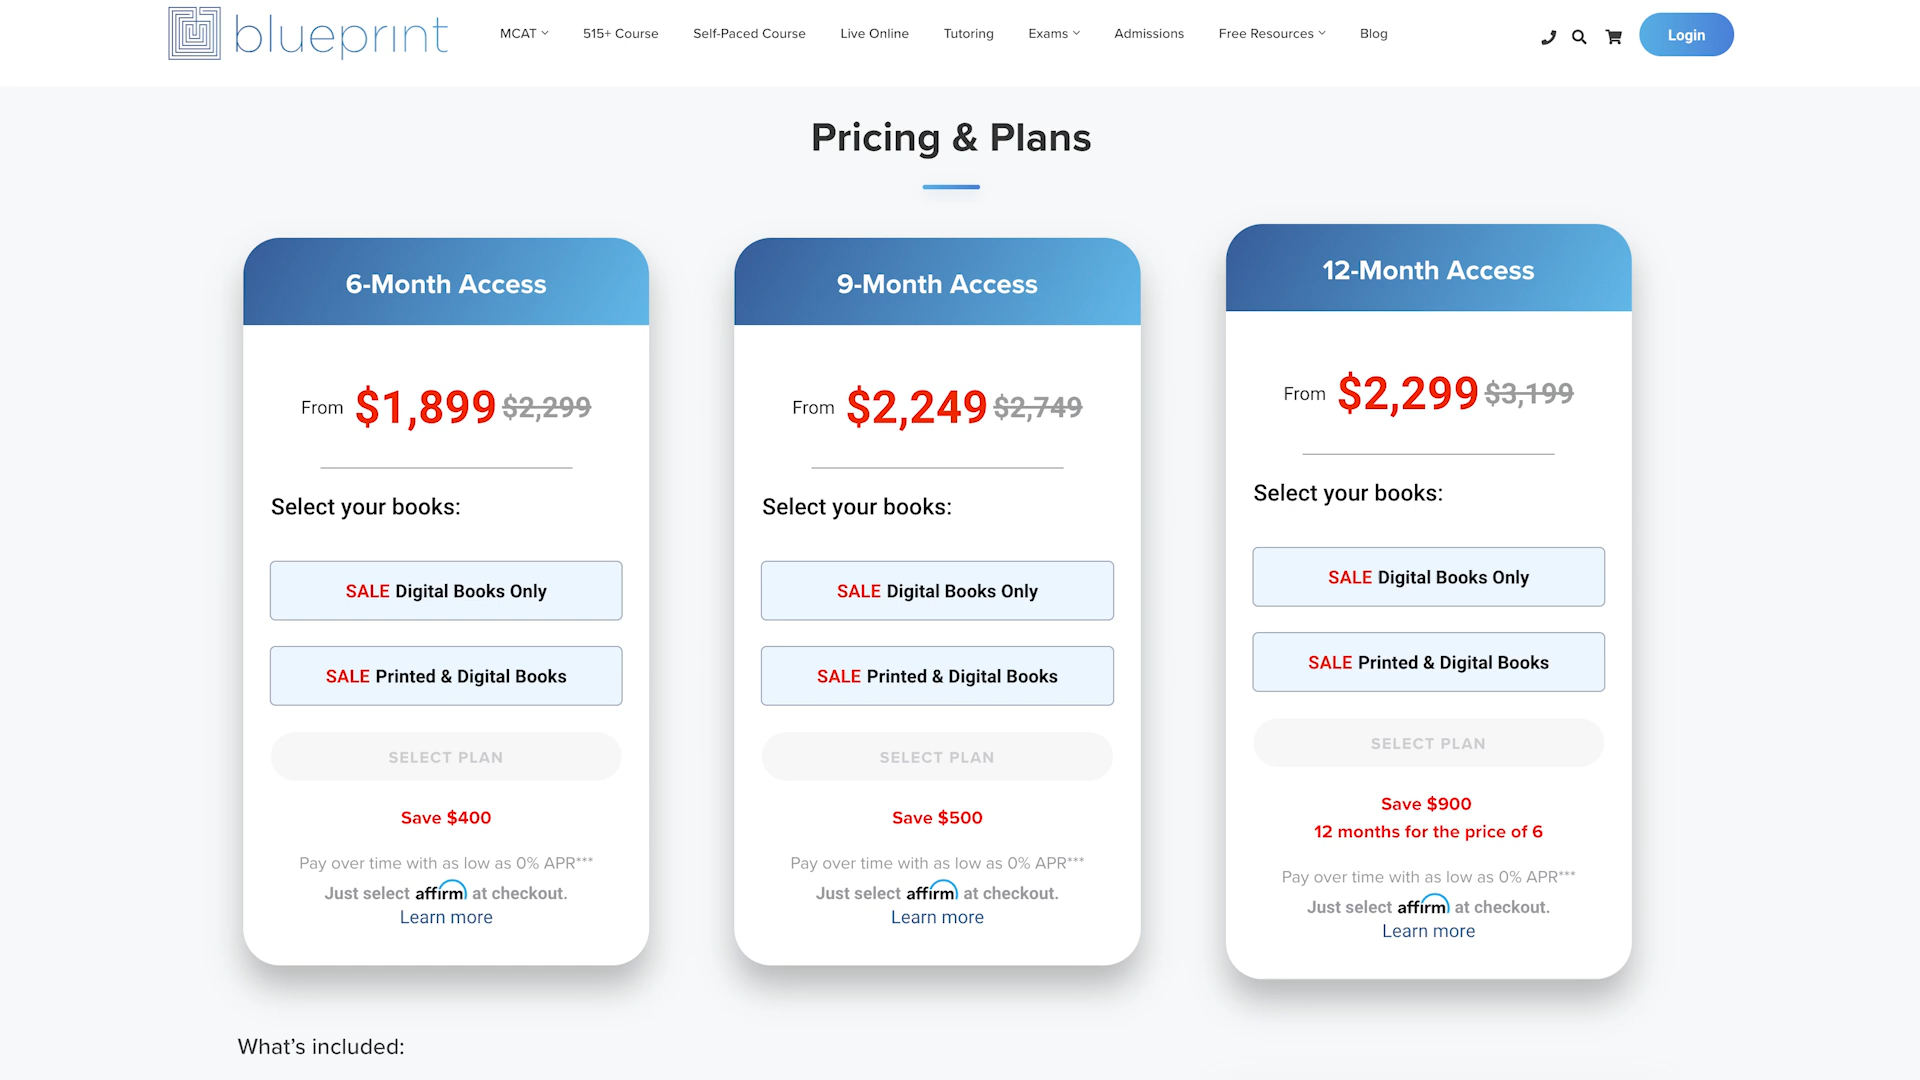 blueprint
MCAT 515+ Course Self-Paced Course Live Online Tutoring Exams Admissions Free Resources Blog Login
Pricing & Plans
6-Month Access
From $1,899 $2,299
Select your books:
SALE Digital Books Only
SALE Printed & Digital Books
SELECT PLAN
Save $400
Pay over time with as low as 0% APR***
Just select affirm at checkout.
Learn more
9-Month Access
From $2,249 $2,749
Select your books:
SALE Digital Books Only
SALE Printed & Digital Books
SELECT PLAN
Save $500
Pay over time with as low as 0% APR***
Just select affirm at checkout.
Learn more
12-Month Access
From $2,299 $3,199
Select your books:
SALE Digital Books Only
SALE Printed & Digital Books
SELECT PLAN
Save $900
12 months for the price of 6
Pay over time with as low as 0% APR***
Just select affirm at checkout.
Learn more
What's included: